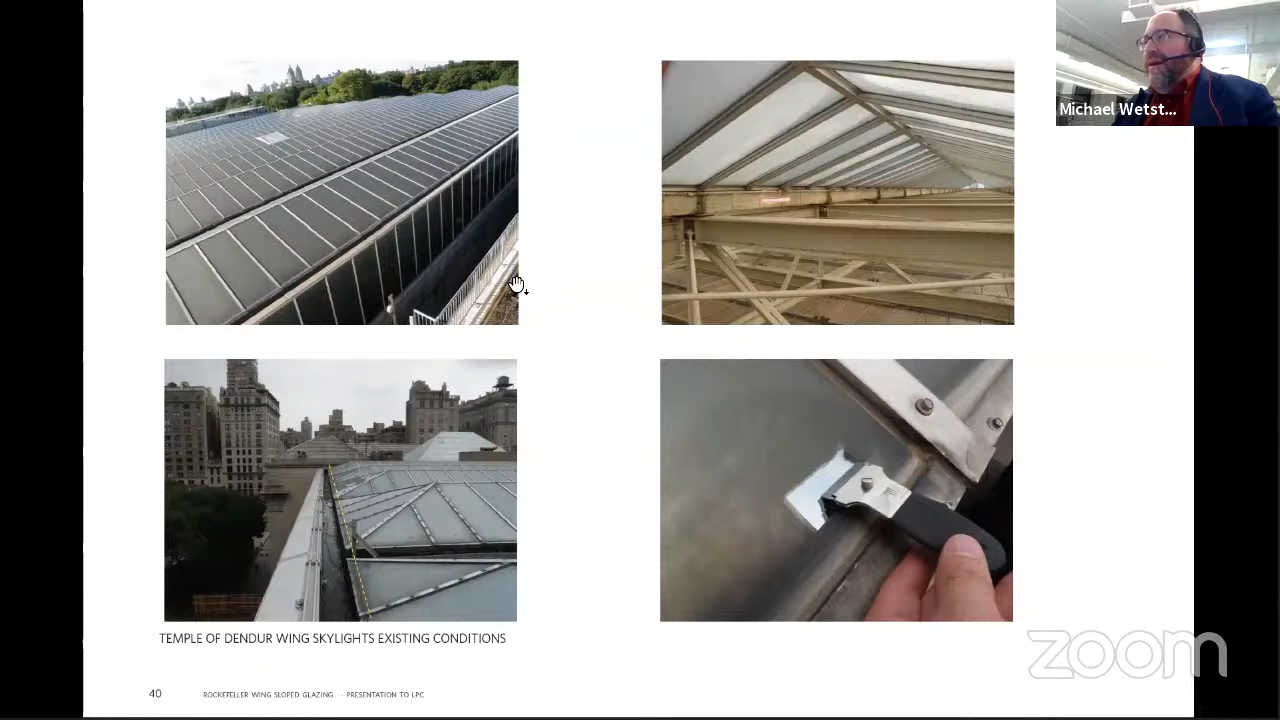 Michael Wetst...
TEMPLE OF DENDUR WING SKYLIGHTS EXISTING CONDITIONS
zoom
40 ROCKEFELLER WING SLOPED GLAZING - PRESENTATION TO LPC